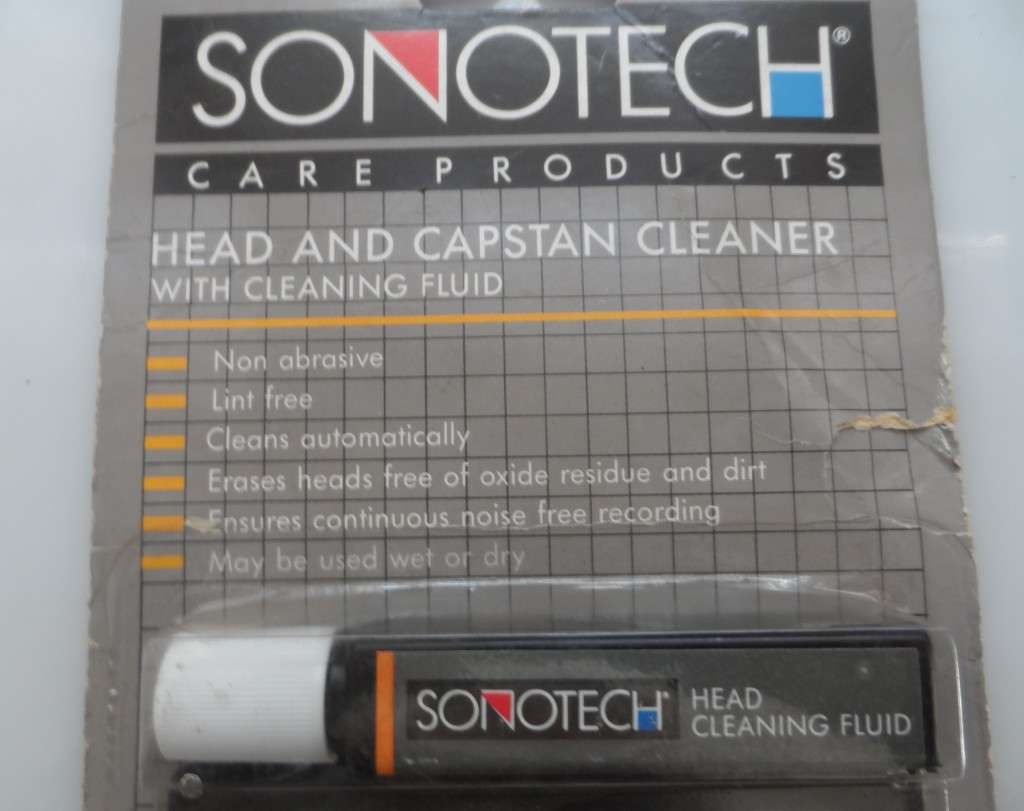 SONOTECH®
CARE PRODUCTS
HEAD AND CAPSTAN CLEANER
WITH CLEANING FLUID
Non abrasive
Lint free
Cleans automatically
Erases heads free of oxide residue and dirt
Ensures continuous noise free recording
May be used wet or dry
SONOTECH HEAD
CLEANING FLUID